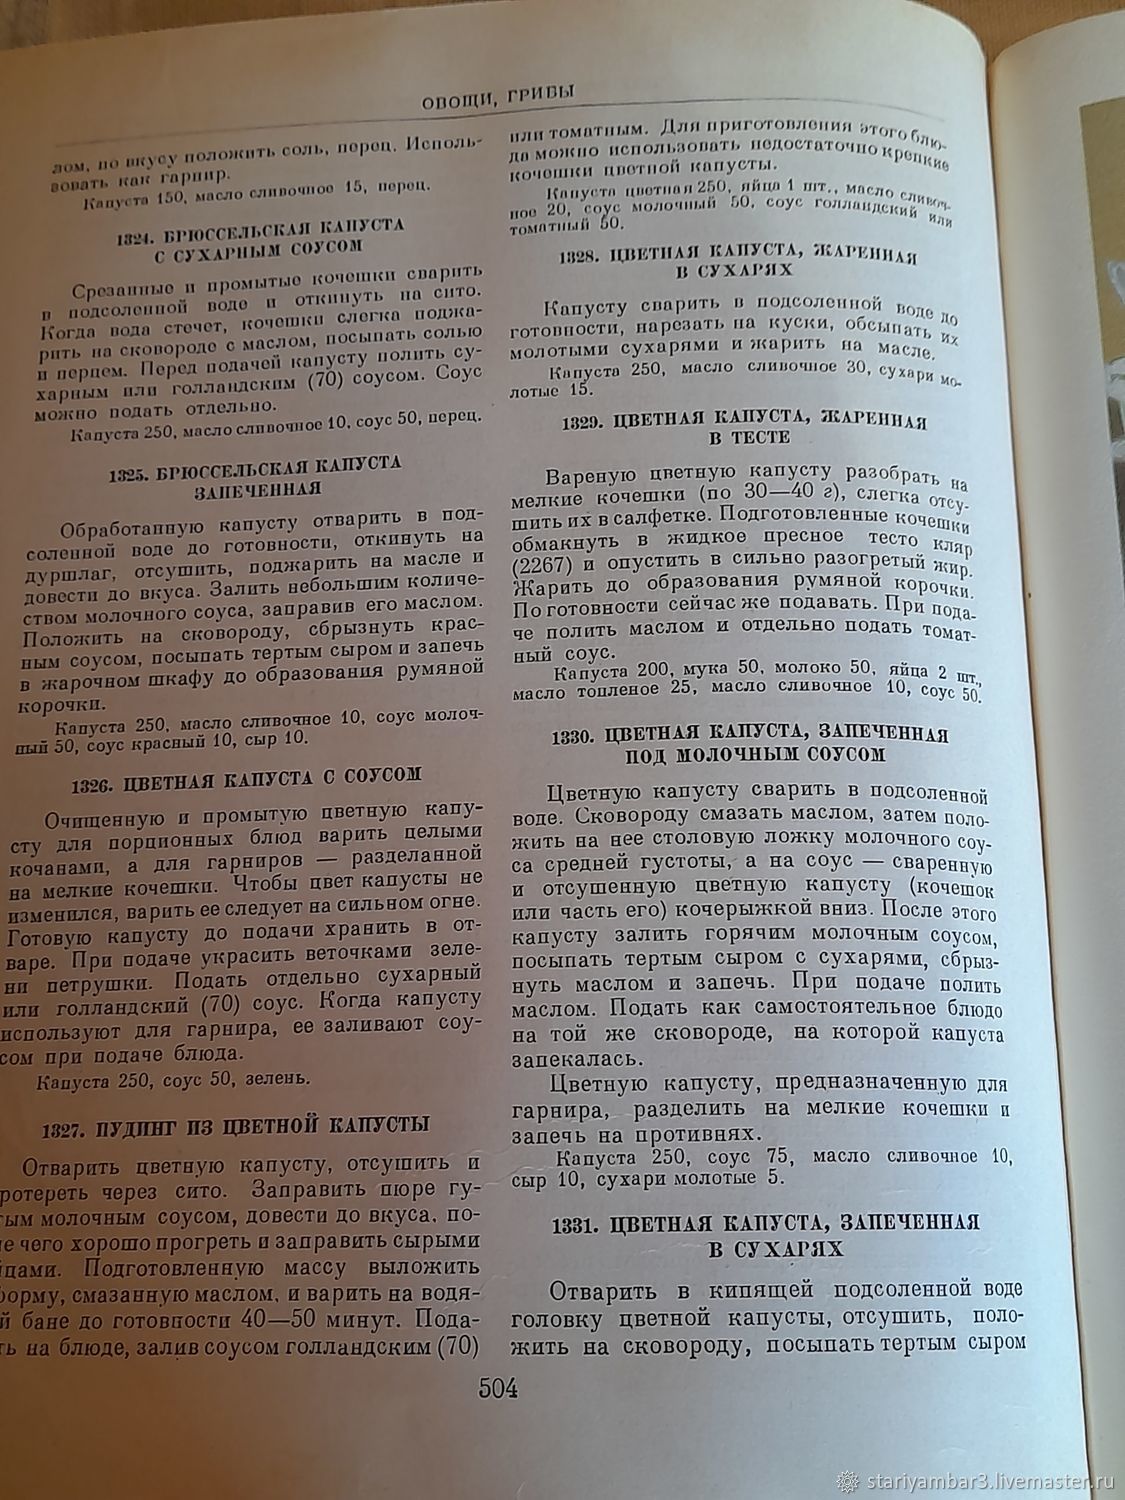 ОВОЩИ, ГРИБЫ
лом, по вкусу положить соль, перец. Исполь-
зовать как гарнир.
Капуста 150, масло сливочное 15, перец.
1324. БРЮССЕЛЬСКАЯ КАПУСТА
С СУХАРНЫМ СОУСОМ
Срезанные и промытые кочешки сварить
в подсоленной воде и откинуть на сито.
Когда вода стечет, кочешки слегка поджа-
рить на сковороде с маслом, посыпать солью
и перцем. Перед подачей капусту полить су-
харным или голландским (70) соусом. Соус
можно подать отдельно.
Капуста 250, масло сливочное 10, соус 50, перец.
1325. БРЮССЕЛЬСКАЯ КАПУСТА
ЗАПЕЧЕННАЯ
Обработанную капусту отварить в под-
соленной воде до готовности, откинуть на
дуршлаг, отсушить, поджарить на масле и
довести до вкуса. Залить небольшим количе-
ством молочного соуса, заправив его маслом.
Положить на сковороду, сбрызнуть крас-
ным соусом, посыпать тертым сыром и запечь
в жарочном шкафу до образования румяной
корочки.
Капуста 250, масло сливочное 10, соус молоч-
ный 50, соус красный 10, сыр 10.
1326. ЦВЕТНАЯ КАПУСТА С СОУСОМ
Очищенную и промытую цветную капу-
сту для порционных блюд варить целыми
кочанами, а для гарниров — разделанной
на мелкие кочешки. Чтобы цвет капусты не
изменился, варить ее следует на сильном огне.
Готовую капусту до подачи хранить в от-
варе. При подаче украсить веточками зеле-
ни петрушки. Подать отдельно сухарный
или голландский (70) соус. Когда капусту
используют для гарнира, ее заливают соу-
сом при подаче блюда.
Капуста 250, соус 50, зелень.
1327. ПУДИНГ ИЗ ЦВЕТНОЙ КАПУСТЫ
Отварить цветную капусту, отсушить и
ротереть через сито. Заправить пюре гу-
тым молочным соусом, довести до вкуса, по-
е чего хорошо прогреть и заправить сырыми
йцами. Подготовленную массу выложить
форму, смазанную маслом, и варить на водя-
й бане до готовности 40—50 минут. Пода-
ть на блюде, залив соусом голландским (70)
или томатным. Для приготовления этого блю-
да можно использовать недостаточно крепкие
кочешки цветной капусты.
Капуста цветная 250, яйца 1 шт., масло сливоч-
ное 20, соус молочный 50, соус голландский или
томатный 50.
1328. ЦВЕТНАЯ КАПУСТА, ЖАРЕННАЯ
В СУХАРЯХ
Капусту сварить в подсоленной воде до
готовности, нарезать на куски, обсыпать их
молотыми сухарями и жарить на масле.
Капуста 250, масло сливочное 30, сухари мо-
лотые 15.
1329. ЦВЕТНАЯ КАПУСТА, ЖАРЕННАЯ
В ТЕСТЕ
Вареную цветную капусту разобрать на
мелкие кочешки (по 30—40 г), слегка отсу-
шить их в салфетке. Подготовленные кочешки
обмакнуть в жидкое пресное тесто кляр
(2267) и опустить в сильно разогретый жир.
Жарить до образования румяной корочки.
По готовности сейчас же подавать. При пода-
че полить маслом и отдельно подать томат-
ный соус.
Капуста 200, мука 50, молоко 50, яйца 2 шт.,
масло топленое 25, масло сливочное 10, соус 50.
1330. ЦВЕТНАЯ КАПУСТА, ЗАПЕЧЕННАЯ
ПОД МОЛОЧНЫМ СОУСОМ
Цветную капусту сварить в подсоленной
воде. Сковороду смазать маслом, затем поло-
жить на нее столовую ложку молочного соу-
са средней густоты, а на соус — сваренную
и отсушенную цветную капусту (кочешок
или часть его) кочерыжкой вниз. После этого
капусту залить горячим молочным соусом,
посыпать тертым сыром с сухарями, сбрыз-
нуть маслом и запечь. При подаче полить
маслом. Подать как самостоятельное блюдо
на той же сковороде, на которой капуста
запекалась.
Цветную капусту, предназначенную для
гарнира, разделить на мелкие кочешки и
запечь на противнях.
Капуста 250, соус 75, масло сливочное 10,
сыр 10, сухари молотые 5.
1331. ЦВЕТНАЯ КАПУСТА, ЗАПЕЧЕННАЯ
В СУХАРЯХ
Отварить в кипящей подсоленной воде
головку цветной капусты, отсушить, поло-
жить на сковороду, посыпать тертым сыром
504
stariyambar3.livemaster.ru